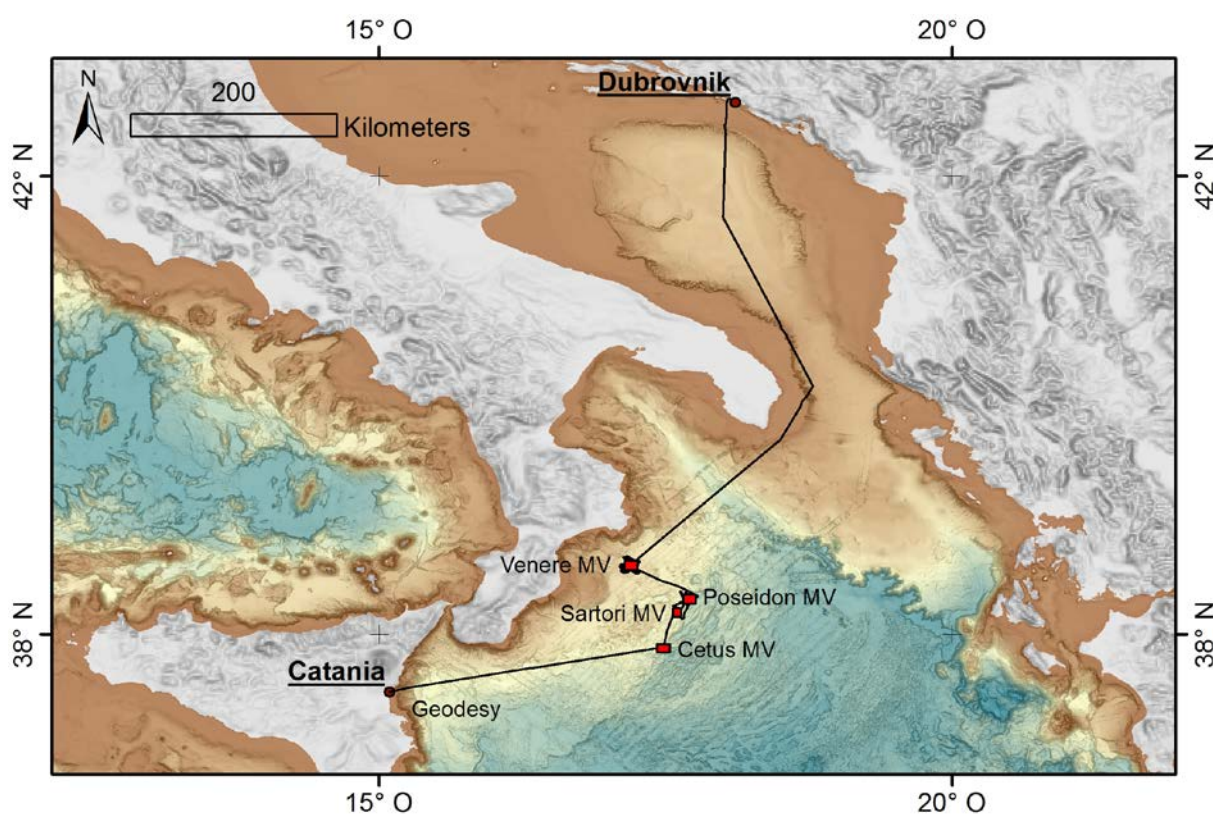 15° O 20° O
Dubrovnik
N
200
Kilometers
42° N 42° N
Venere MV
Poseidon MV
Sartori MV
38° N 38° N
Cetus MV
Catania
Geodesy
15° O 20° O